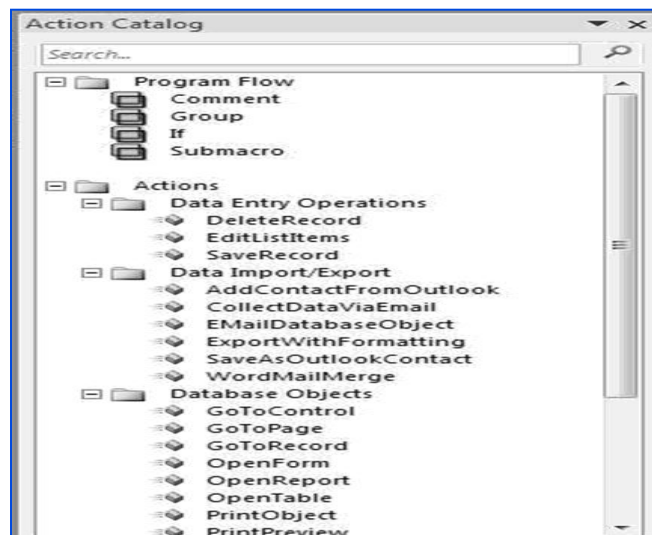 Action Catalog
Search...
Program Flow
Comment
Group
If
Submacro
Actions
Data Entry Operations
DeleteRecord
EditListItems
SaveRecord
Data Import/Export
AddContactFromOutlook
CollectDataViaEmail
EMailDatabaseObject
ExportWithFormatting
SaveAsOutlookContact
WordMailMerge
Database Objects
GoToControl
GoToPage
GoToRecord
OpenForm
OpenReport
OpenTable
PrintObject
PrintPreview